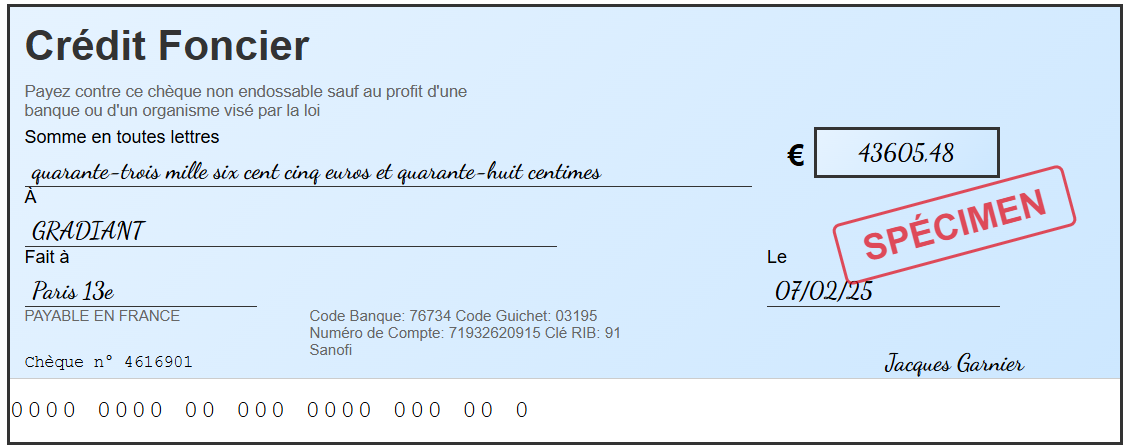 Crédit Foncier
Payez contre ce chèque non endossable sauf au profit d'une
banque ou d'un organisme visé par la loi
Somme en toutes lettres
€ 43605.48
quarante-trois mille six cent cinq euros et quarante-huit centimes
À
GRADIANT
SPÉCIMEN
Fait à
Le
Paris 13e
07/02/25
PAYABLE EN FRANCE
Code Banque: 76734 Code Guichet: 03195
Numéro de Compte: 71932620915 Clé RIB: 91
Sanofi
Chèque n° 4616901
Jacques Garnier
0000 0000 00 000 0000 000 00 0